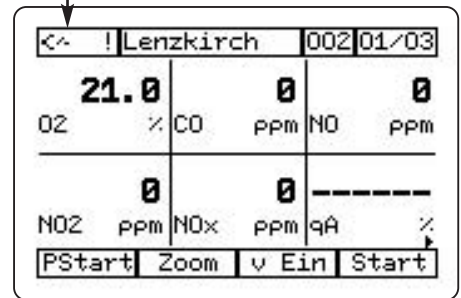 <- ! Lenzkirch 002 01/03
21.0 0 0
O2 % CO ppm NO ppm
0 0 ------
NO2 ppm NOx ppm qA %
PStart Zoom v Ein Start